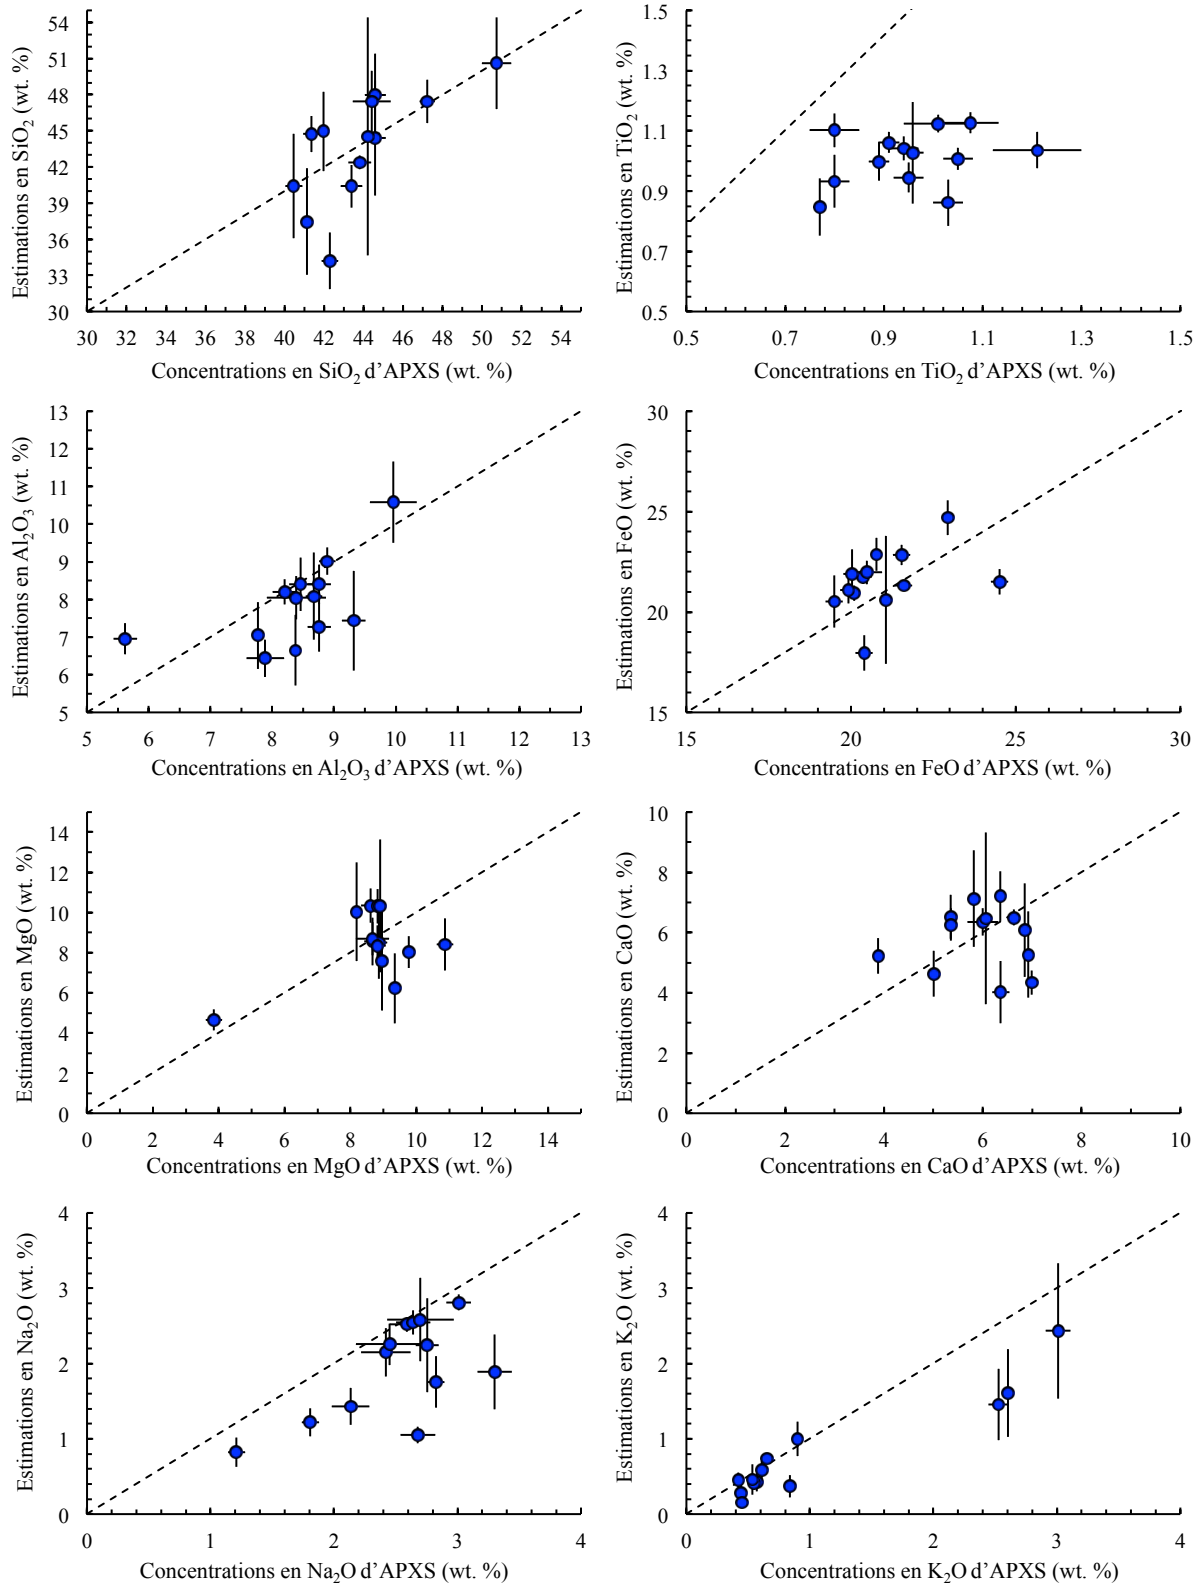 Estimations en SiO2 (wt. %)
54
51
48
45
42
39
36
33
30
30 32 34 36 38 40 42 44 46 48 50 52 54
Concentrations en SiO2 d’APXS (wt. %)
Estimations en TiO2 (wt. %)
1.5
1.3
1.1
0.9
0.7
0.5
0.5 0.7 0.9 1.1 1.3 1.5
Concentrations en TiO2 d’APXS (wt. %)
Estimations en Al2O3 (wt. %)
13
12
11
10
9
8
7
6
5
5 6 7 8 9 10 11 12 13
Concentrations en Al2O3 d’APXS (wt. %)
Estimations en FeO (wt. %)
30
25
20
15
15 20 25 30
Concentrations en FeO d’APXS (wt. %)
Estimations en MgO (wt. %)
14
12
10
8
6
4
2
0
0 2 4 6 8 10 12 14
Concentrations en MgO d’APXS (wt. %)
Estimations en CaO (wt. %)
10
8
6
4
2
0
0 2 4 6 8 10
Concentrations en CaO d’APXS (wt. %)
Estimations en Na2O (wt. %)
4
3
2
1
0
0 1 2 3 4
Concentrations en Na2O d’APXS (wt. %)
Estimations en K2O (wt. %)
4
3
2
1
0
0 1 2 3 4
Concentrations en K2O d’APXS (wt. %)